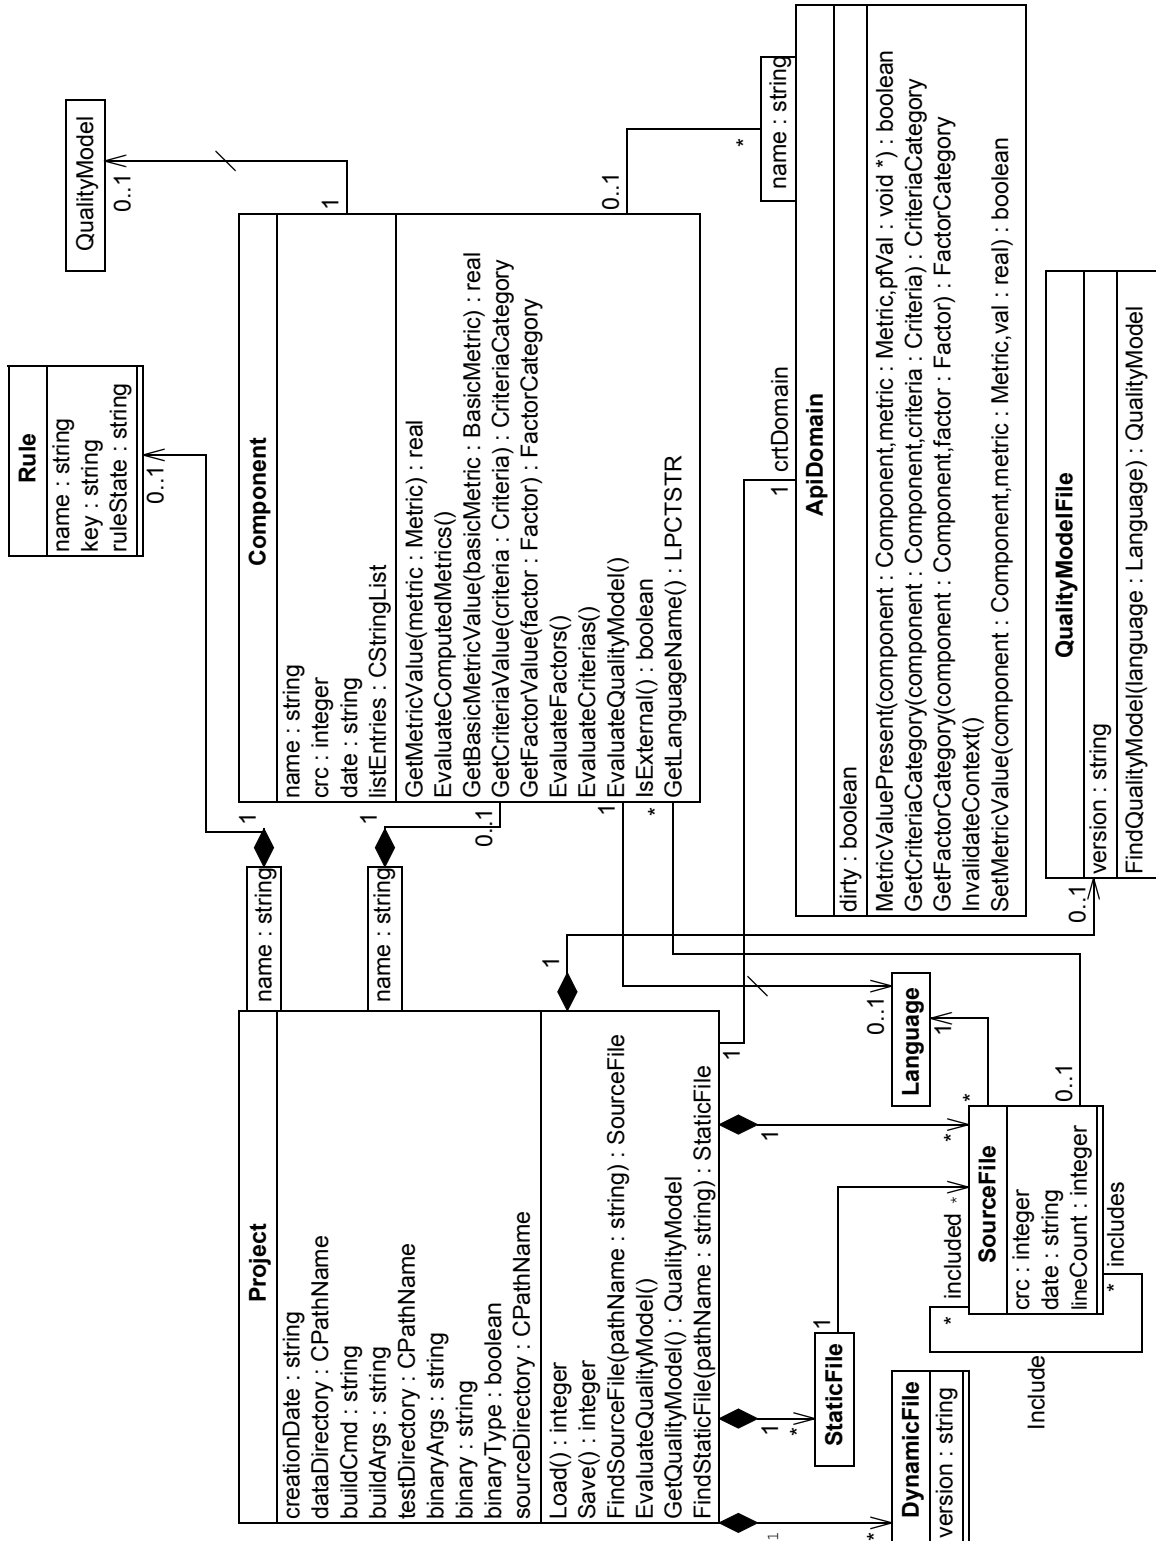 QualityModel
0..1
1
Rule
name : string
key : string
ruleState : string
0..1
Component
name : string
crc : integer
date : string
listEntries : CStringList
GetMetricValue(metric : Metric) : real
EvaluateComputedMetrics()
GetBasicMetricValue(basicMetric : BasicMetric) : real
GetCriteriaValue(criteria : Criteria) : CriteriaCategory
GetFactorValue(factor : Factor) : FactorCategory
EvaluateFactors()
EvaluateCriterias()
EvaluateQualityModel()
IsExternal() : boolean
GetLanguageName() : LPCTSTR
0..1
*
name : string
1
1
0..1
1
*
name : string
name : string
1 crtDomain
ApiDomain
dirty : boolean
MetricValuePresent(component : Component,metric : Metric,pfVal : void *) : boolean
GetCriteriaCategory(component : Component,criteria : Criteria) : CriteriaCategory
GetFactorCategory(component : Component,factor : Factor) : FactorCategory
InvalidateContext()
SetMetricValue(component : Component,metric : Metric,val : real) : boolean
QualityModelFile
version : string
FindQualityModel(language : Language) : QualityModel
0..1
Project
creationDate : string
dataDirectory : CPathName
buildCmd : string
buildArgs : string
testDirectory : CPathName
binaryArgs : string
binary : string
binaryType : boolean
sourceDirectory : CPathName
Load() : integer
Save() : integer
FindSourceFile(pathName : string) : SourceFile
EvaluateQualityModel()
GetQualityModel() : QualityModel
FindStaticFile(pathName : string) : StaticFile
1
1
1
*
1
*
1
*
0..1
Language
1
*
0..1
SourceFile
crc : integer
date : string
lineCount : integer
included *
*
includes
*
Include
StaticFile
1
DynamicFile
version : string